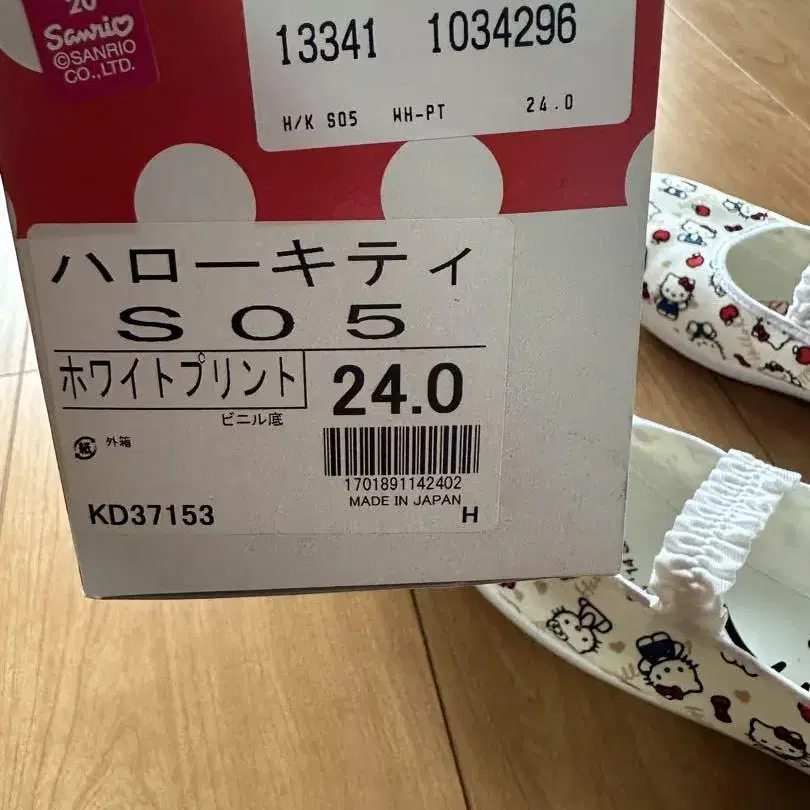 20
Sanrio
©SANRIO
CO.,LTD.
13341 1034296
H/K S05 WH-PT 24.0
ハローキティ
S05
ホワイトプリント 24.0
ビニル底
紙 外箱
1701891142402
MADE IN JAPAN
KD37153 H